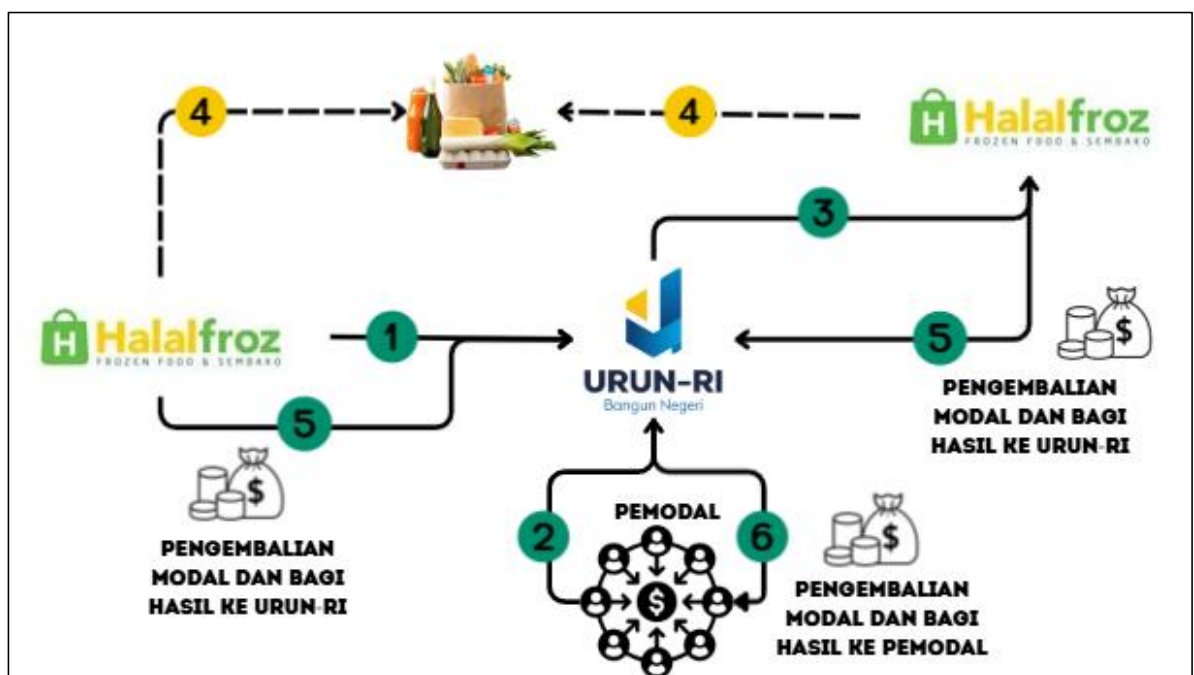 4
4
Halalfroz
FROZEN FOOD & SEMBAKO
3
Halalfroz
FROZEN FOOD & SEMBAKO
1
URUN-RI
Bangun Negeri
5
$
PENGEMBALIAN
MODAL DAN BAGI
HASIL KE URUN-RI
5
$
PENGEMBALIAN
MODAL DAN BAGI
HASIL KE URUN-RI
2
PEMODAL
$
6
$
PENGEMBALIAN
MODAL DAN BAGI
HASIL KE PEMODAL